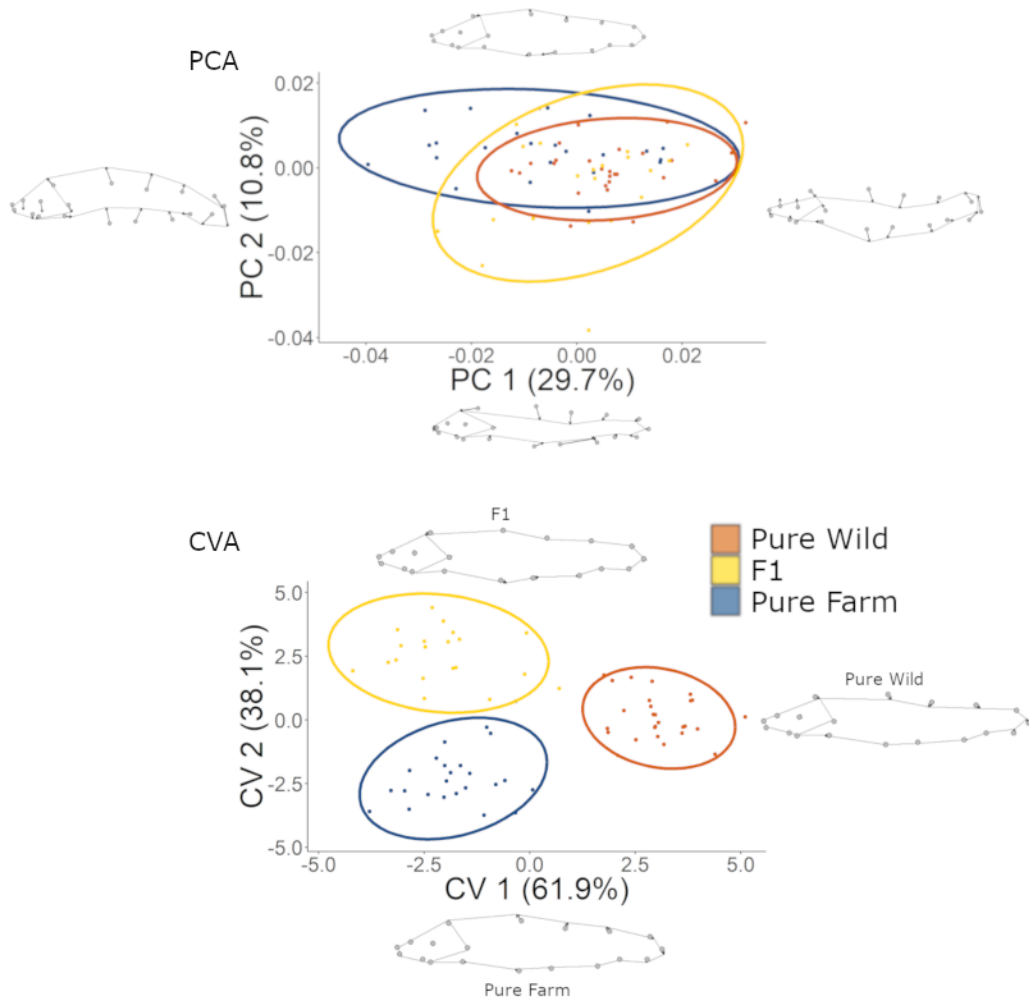 PCA
0.02
0.00
-0.02
-0.04
PC 2 (10.8%)
-0.04 -0.02 0.00 0.02
PC 1 (29.7%)
CVA
F1
Pure Wild
F1
Pure Farm
5.0
2.5
0.0
-2.5
-5.0
CV 2 (38.1%)
Pure Wild
-5.0 -2.5 0.0 2.5 5.0
CV 1 (61.9%)
Pure Farm